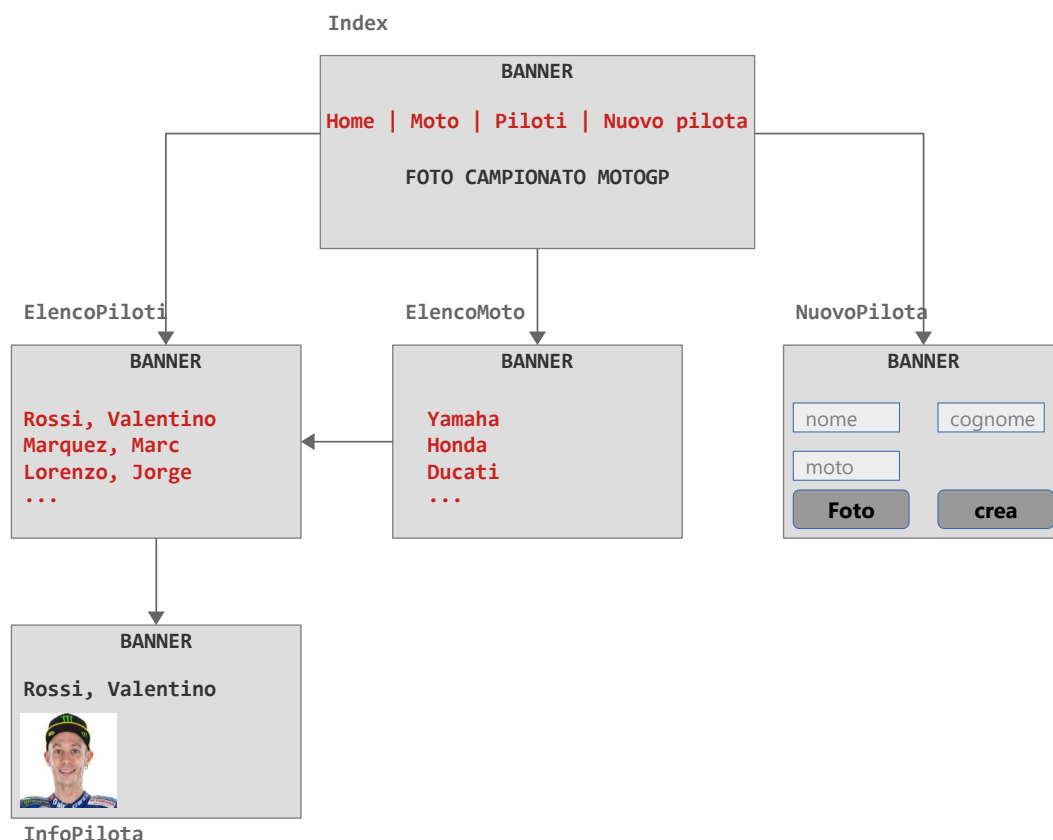 Index
BANNER
Home | Moto | Piloti | Nuovo pilota
FOTO CAMPIONATO MOTOGP
ElencoPiloti
BANNER
Rossi, Valentino
Marquez, Marc
Lorenzo, Jorge
...
ElencoMoto
BANNER
Yamaha
Honda
Ducati
...
NuovoPilota
BANNER
nome
cognome
moto
Foto
crea
BANNER
Rossi, Valentino
InfoPilota